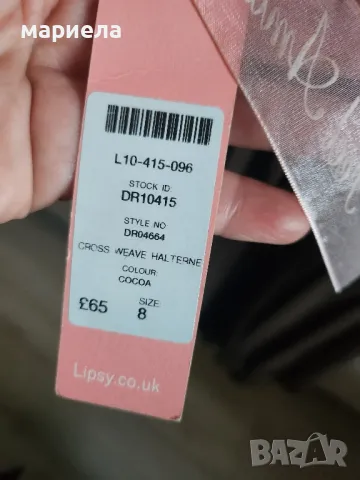 мариела
L10-415-096
STOCK ID:
DR10415
STYLE NO
DR04664
CROSS WEAVE HALTERNE
COLOUR:
COCOA
£65
SIZE:
8
Lipsy.co.uk
BAZAR